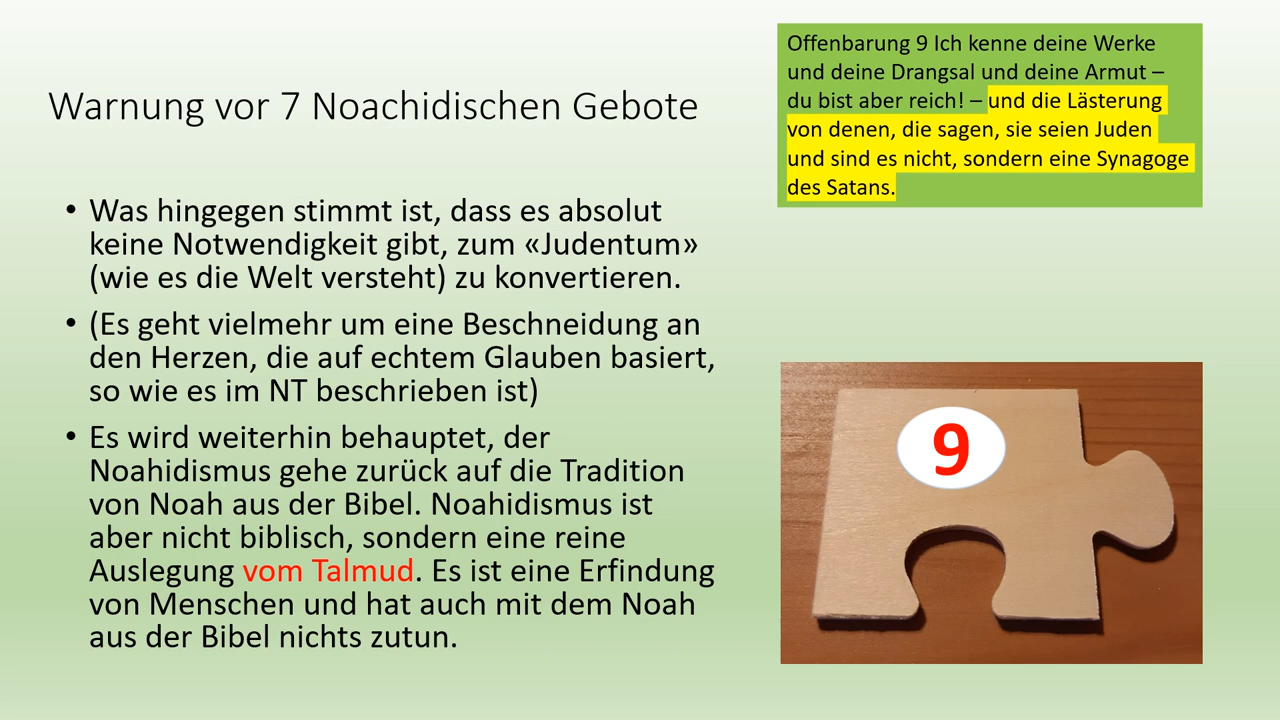 Warnung vor 7 Noachidischen Gebote
• Was hingegen stimmt ist, dass es absolut
keine Notwendigkeit gibt, zum «Judentum»
(wie es die Welt versteht) zu konvertieren.
• (Es geht vielmehr um eine Beschneidung an
den Herzen, die auf echtem Glauben basiert,
so wie es im NT beschrieben ist)
• Es wird weiterhin behauptet, der
Noahidismus gehe zurück auf die Tradition
von Noah aus der Bibel. Noahidismus ist
aber nicht biblisch, sondern eine reine
Auslegung vom Talmud. Es ist eine Erfindung
von Menschen und hat auch mit dem Noah
aus der Bibel nichts zutun.
Offenbarung 9 Ich kenne deine Werke
und deine Drangsal und deine Armut –
du bist aber reich! – und die Lästerung
von denen, die sagen, sie seien Juden
und sind es nicht, sondern eine Synagoge
des Satans.
9